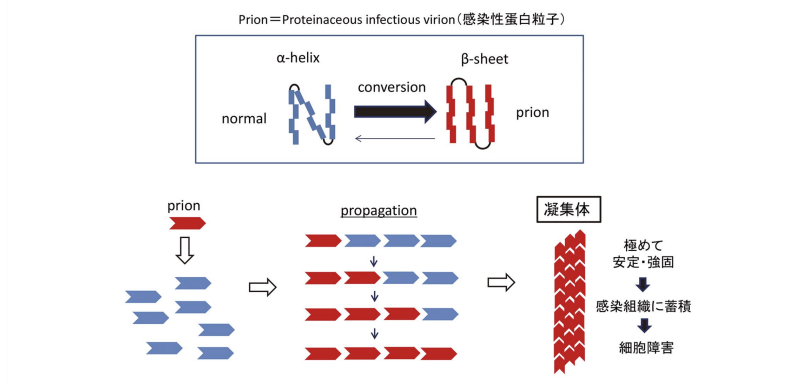 Prion＝Proteinaceous infectious virion（感染性蛋白粒子）
α-helix
β-sheet
conversion
normal
prion
prion
propagation
凝集体
極めて
安定・強固
感染組織に蓄積
細胞障害